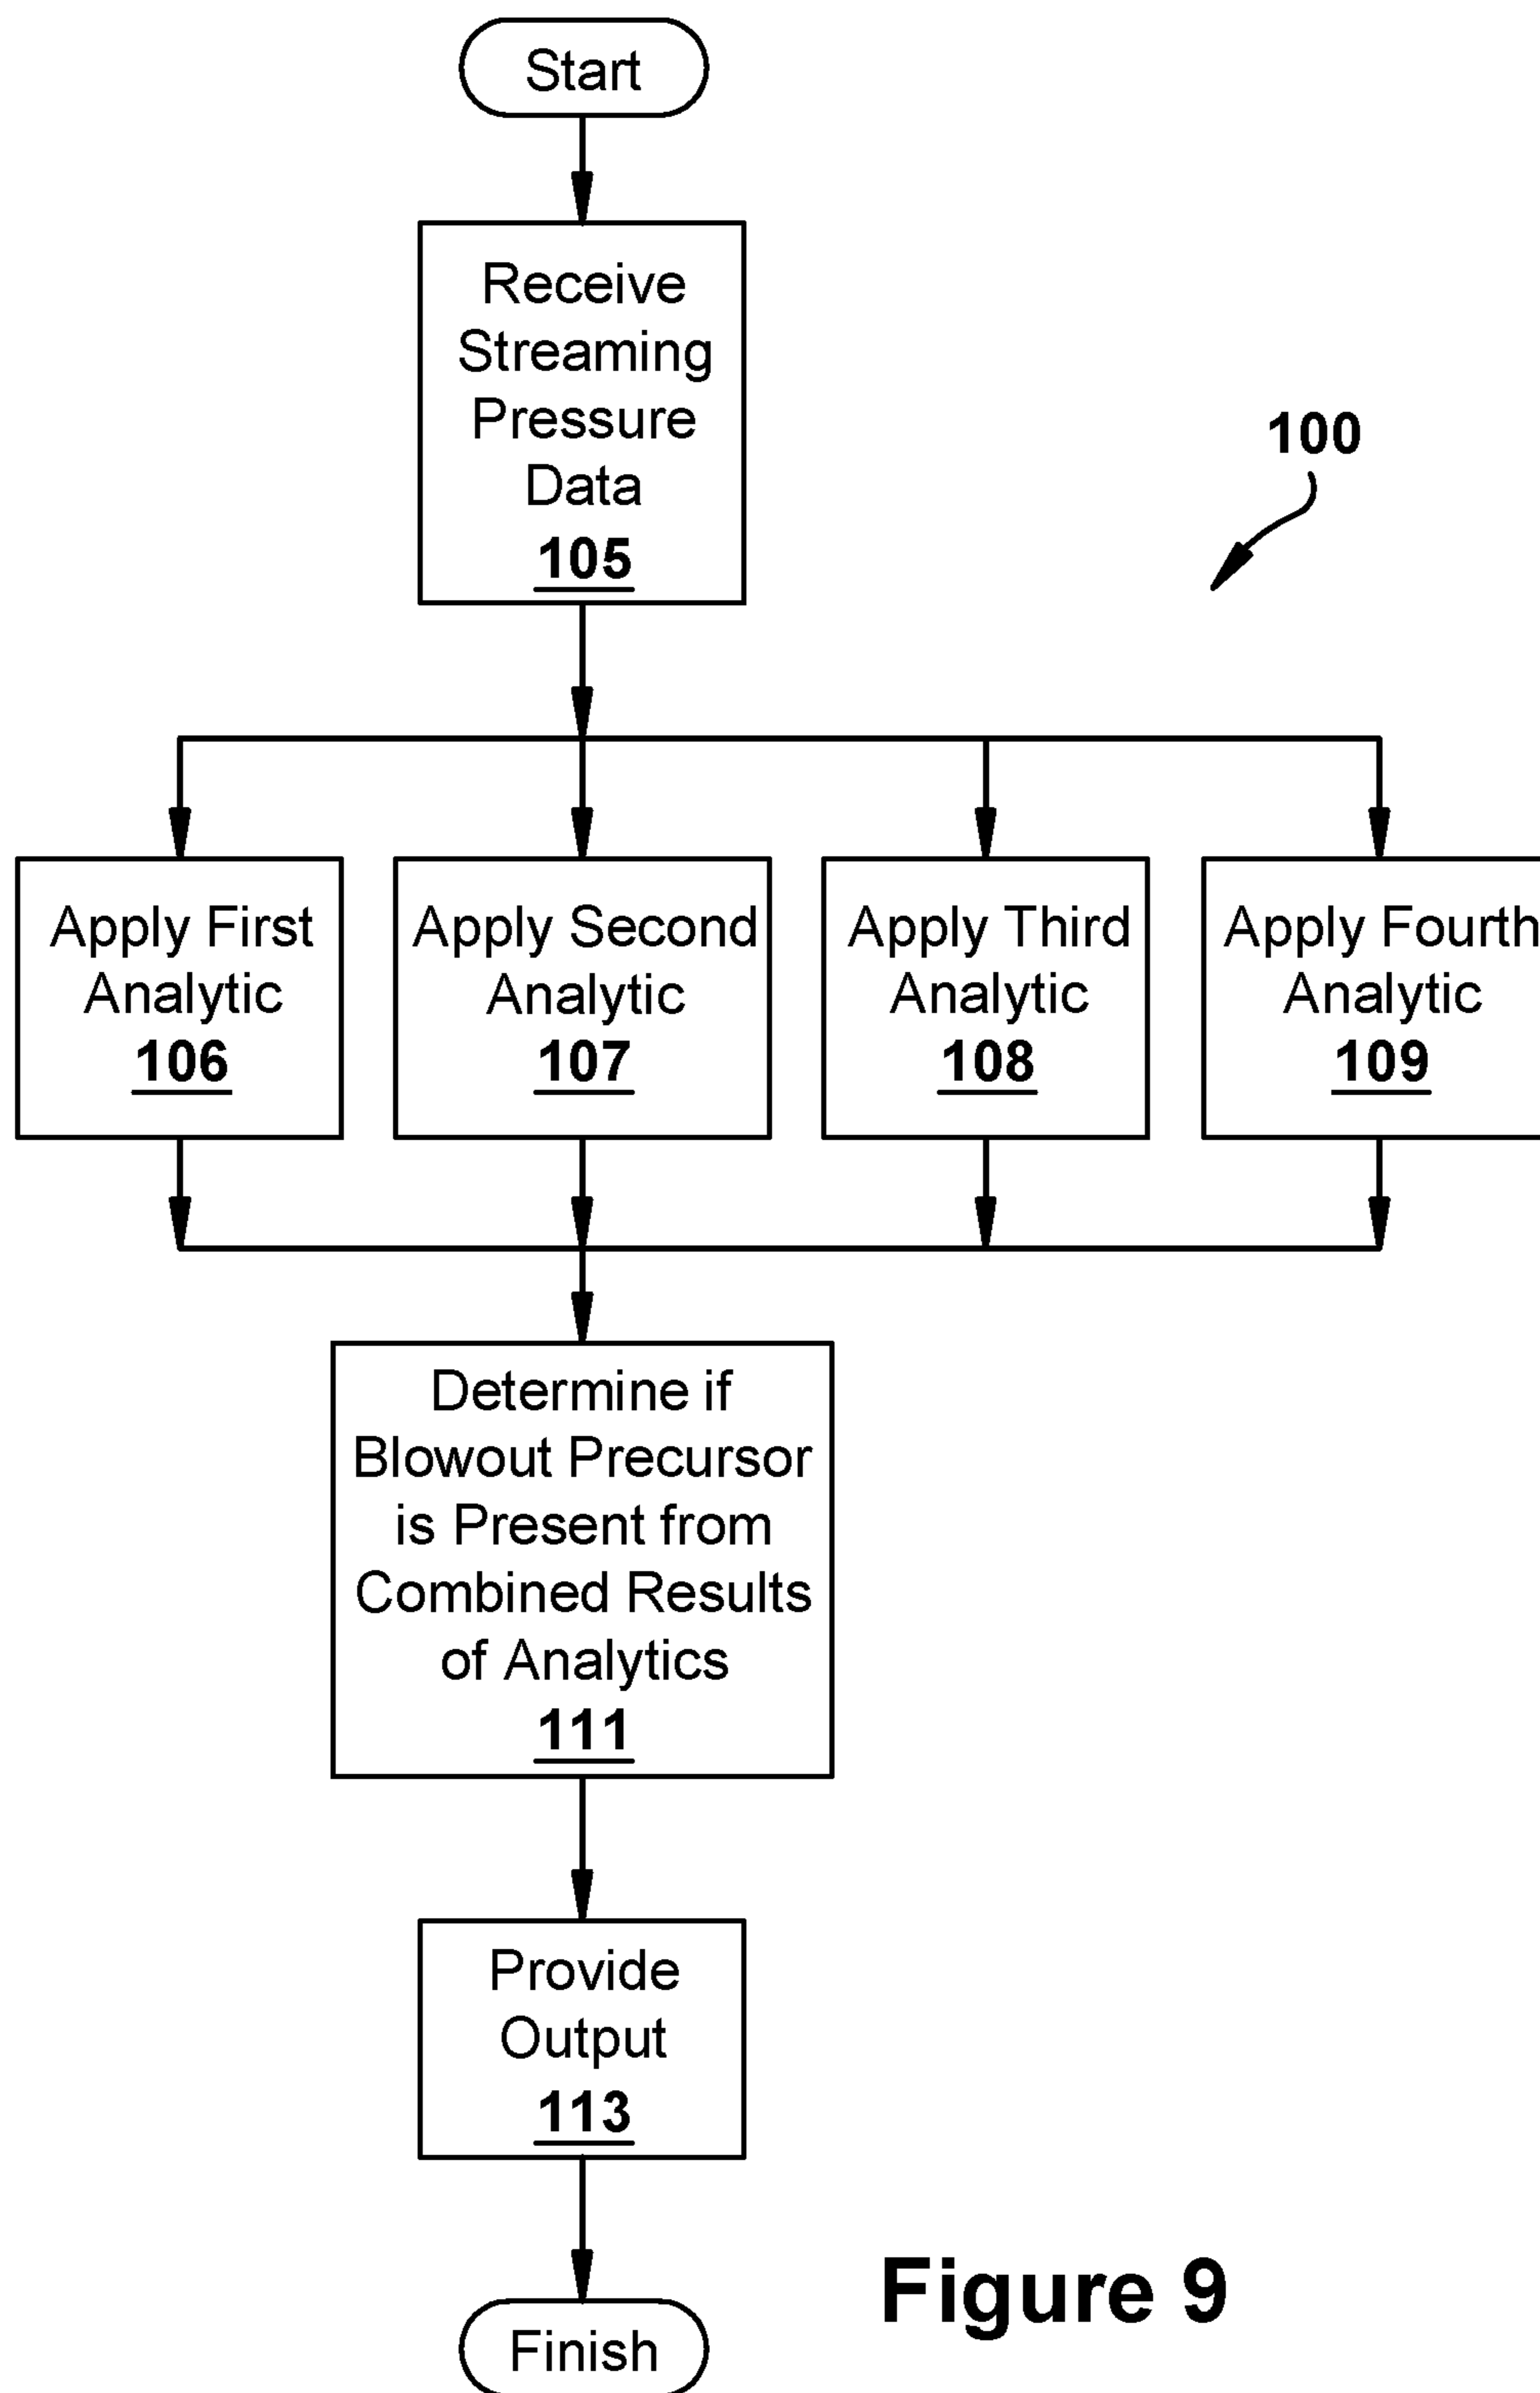 Start
Receive
Streaming
Pressure
Data
105
100
Apply First
Analytic
106
Apply Second
Analytic
107
Apply Third
Analytic
108
Apply Fourth
Analytic
109
Determine if
Blowout Precursor
is Present from
Combined Results
of Analytics
111
Provide
Output
113
Finish
Figure 9